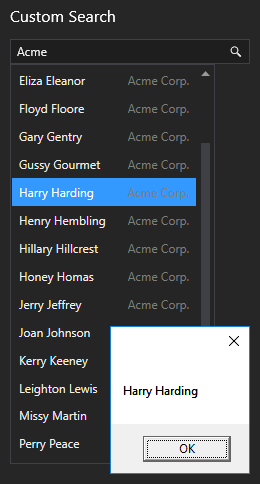 Custom Search
Acme
Eliza Eleanor Acme Corp.
Floyd Floore Acme Corp.
Gary Gentry Acme Corp.
Gussy Gourmet Acme Corp.
Harry Harding Acme Corp.
Henry Hembling Acme Corp.
Hillary Hillcrest Acme Corp.
Honey Homas Acme Corp.
Jerry Jeffrey Acme Corp.
Joan Johnson
Kerry Keeney
Leighton Lewis
Missy Martin
Perry Peace
Harry Harding
OK